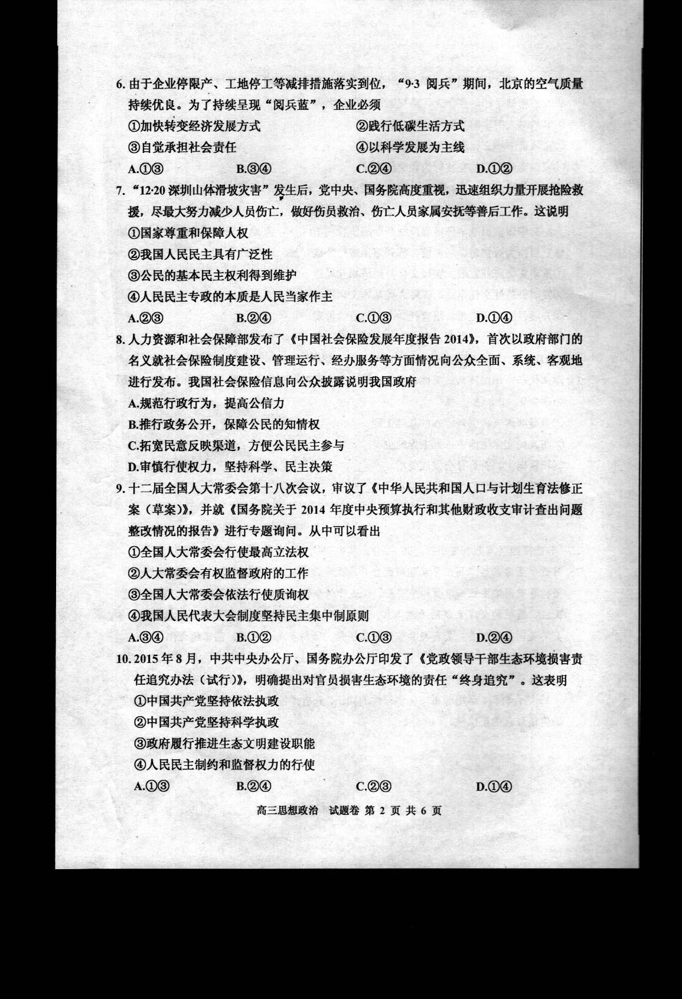 6. 由于企业停限产、工地停工等减排措施落实到位，“9·3 阅兵”期间，北京的空气质量
持续优良。为了持续呈现“阅兵蓝”，企业必须
①加快转变经济发展方式 ②践行低碳生活方式
③自觉承担社会责任 ④以科学发展为主线
A.①③ B.③④ C.②④ D.①②
7. “12·20 深圳山体滑坡灾害”发生后，党中央、国务院高度重视，迅速组织力量开展抢险救
援，尽最大努力减少人员伤亡，做好伤员救治、伤亡人员家属安抚等善后工作。这说明
①国家尊重和保障人权
②我国人民民主具有广泛性
③公民的基本民主权利得到维护
④人民民主专政的本质是人民当家作主
A.②③ B.②④ C.①③ D.①④
8. 人力资源和社会保障部发布了《中国社会保险发展年度报告 2014》，首次以政府部门的
名义就社会保险制度建设、管理运行、经办服务等方面情况向公众全面、系统、客观地
进行发布。我国社会保险信息向公众披露说明我国政府
A.规范行政行为，提高公信力
B.推行政务公开，保障公民的知情权
C.拓宽民意反映渠道，方便公民民主参与
D.审慎行使权力，坚持科学、民主决策
9. 十二届全国人大常委会第十八次会议，审议了《中华人民共和国人口与计划生育法修正
案（草案）》，并就《国务院关于 2014 年度中央预算执行和其他财政收支审计查出问题
整改情况的报告》进行专题询问。从中可以看出
①全国人大常委会行使最高立法权
②人大常委会有权监督政府的工作
③全国人大常委会依法行使质询权
④我国人民代表大会制度坚持民主集中制原则
A.③④ B.①② C.①③ D.②④
10. 2015 年 8 月，中共中央办公厅、国务院办公厅印发了《党政领导干部生态环境损害责
任追究办法（试行）》，明确提出对官员损害生态环境的责任“终身追究”。这表明
①中国共产党坚持依法执政
②中国共产党坚持科学执政
③政府履行推进生态文明建设职能
④人民民主制约和监督权力的行使
A.①③ B.②④ C.②③ D.①④
高三思想政治 试题卷 第 2 页 共 6 页